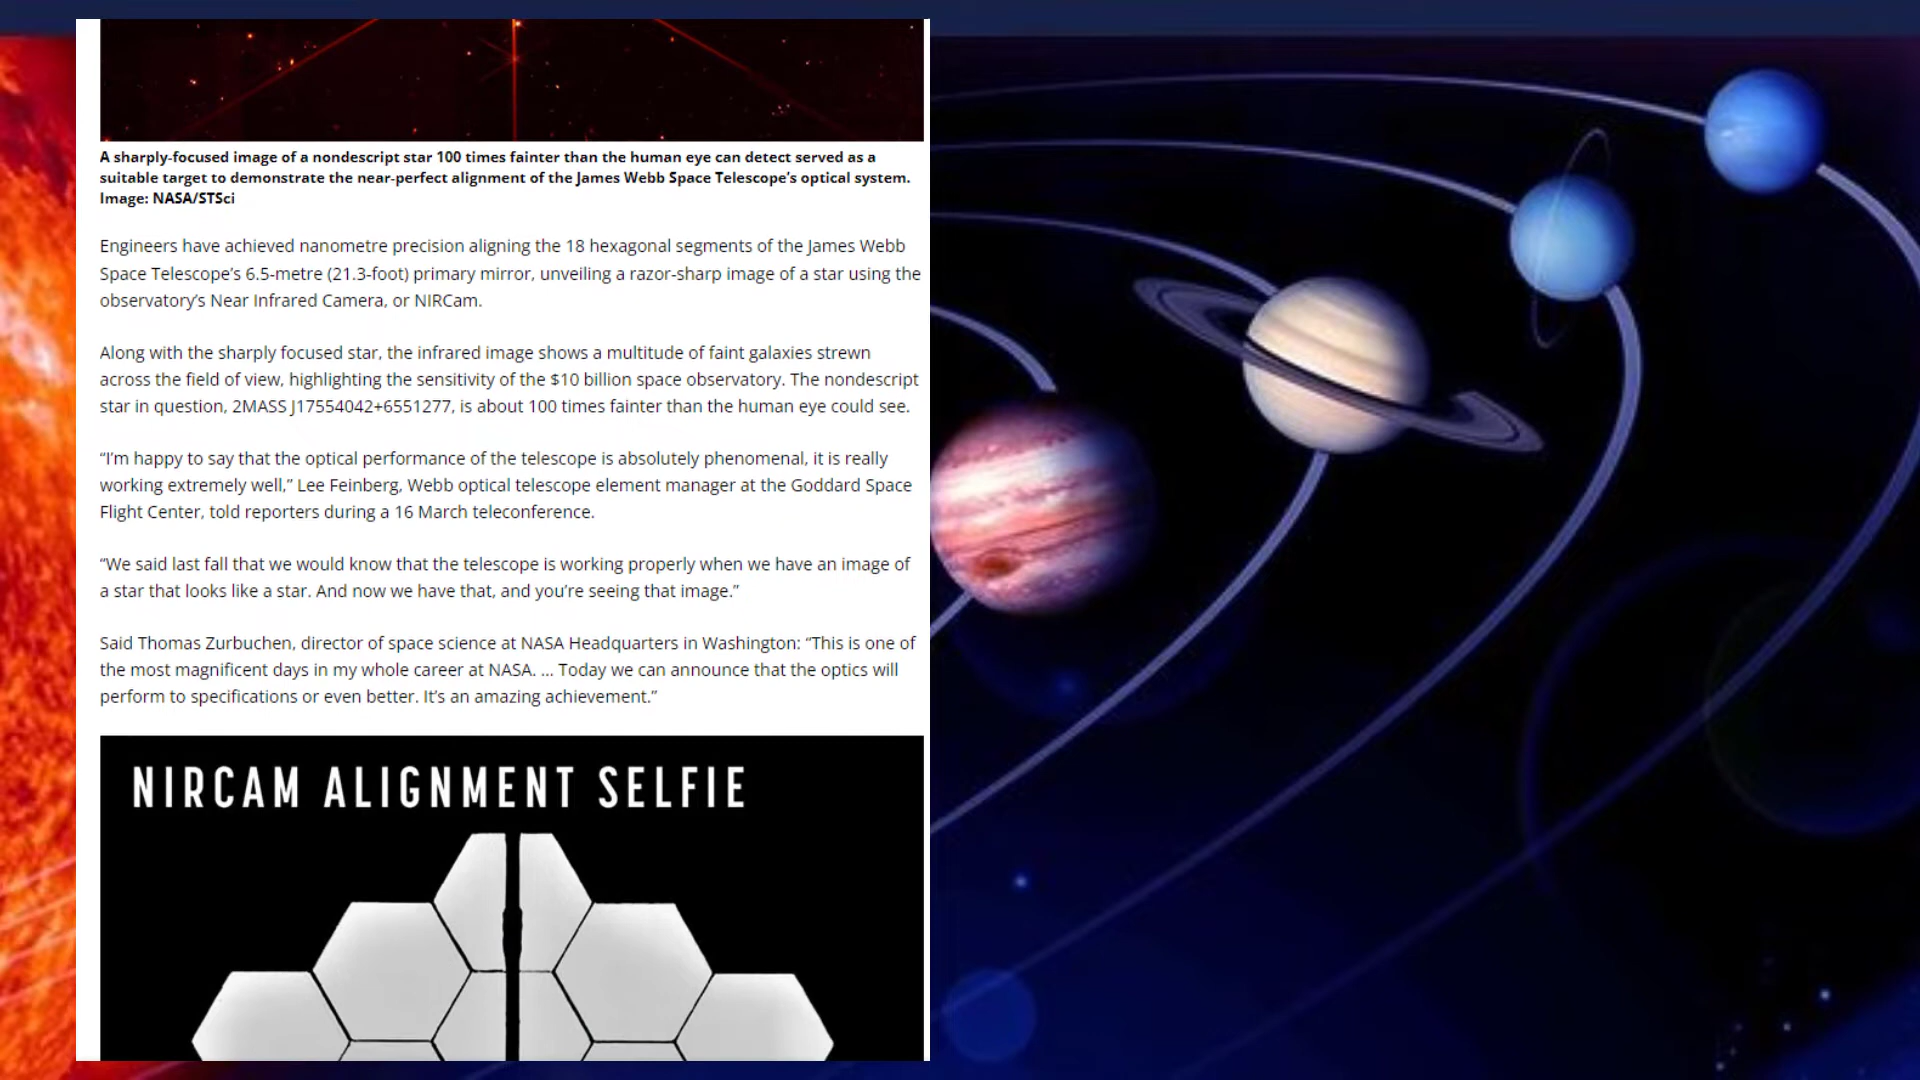 A sharply-focused image of a nondescript star 100 times fainter than the human eye can detect served as a
suitable target to demonstrate the near-perfect alignment of the James Webb Space Telescope’s optical system.
Image: NASA/STSci
Engineers have achieved nanometre precision aligning the 18 hexagonal segments of the James Webb
Space Telescope’s 6.5-metre (21.3-foot) primary mirror, unveiling a razor-sharp image of a star using the
observatory’s Near Infrared Camera, or NIRCam.
Along with the sharply focused star, the infrared image shows a multitude of faint galaxies strewn
across the field of view, highlighting the sensitivity of the $10 billion space observatory. The nondescript
star in question, 2MASS J17554042+6551277, is about 100 times fainter than the human eye could see.
“I’m happy to say that the optical performance of the telescope is absolutely phenomenal, it is really
working extremely well,” Lee Feinberg, Webb optical telescope element manager at the Goddard Space
Flight Center, told reporters during a 16 March teleconference.
“We said last fall that we would know that the telescope is working properly when we have an image of
a star that looks like a star. And now we have that, and you’re seeing that image.”
Said Thomas Zurbuchen, director of space science at NASA Headquarters in Washington: “This is one of
the most magnificent days in my whole career at NASA. … Today we can announce that the optics will
perform to specifications or even better. It’s an amazing achievement.”
NIRCAM ALIGNMENT SELFIE